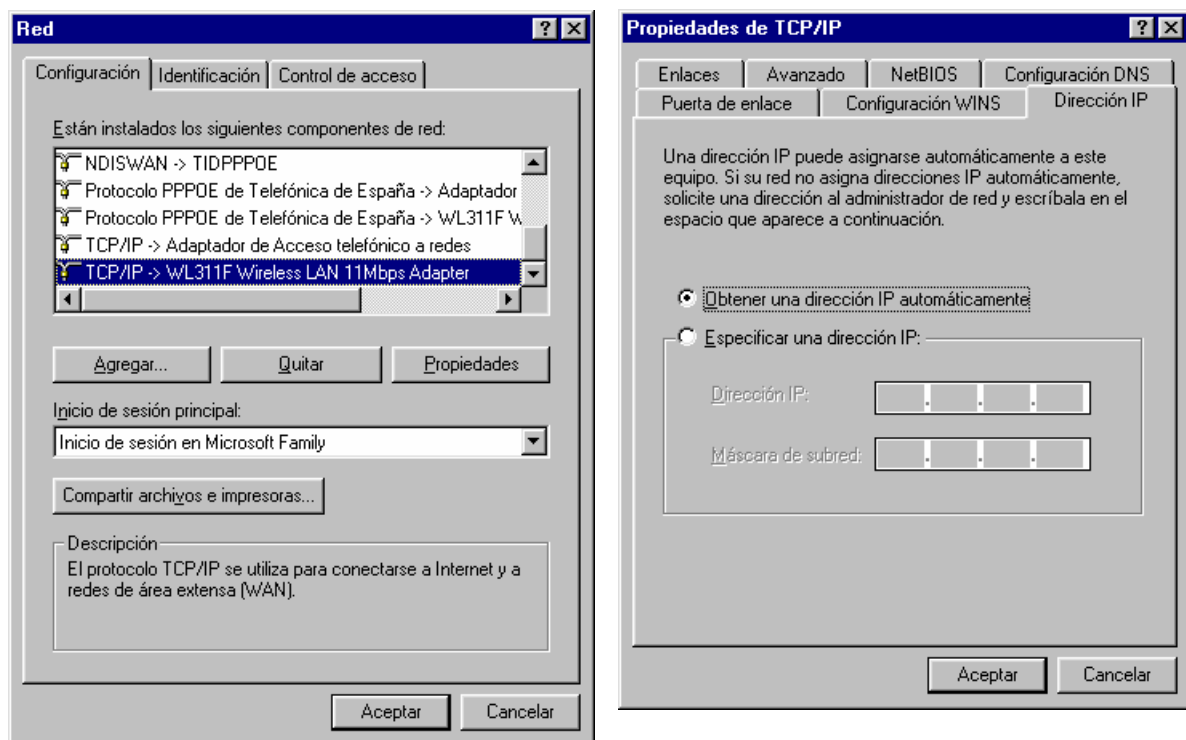 Red
Configuración Identificación Control de acceso
Están instalados los siguientes componentes de red:
NDISWAN -> TIDPPPOE
Protocolo PPPOE de Telefónica de España -> Adaptador
Protocolo PPPOE de Telefónica de España -> WL311F W
TCP/IP -> Adaptador de Acceso telefónico a redes
TCP/IP -> WL311F Wireless LAN 11Mbps Adapter
Agregar... Quitar Propiedades
Inicio de sesión principal:
Inicio de sesión en Microsoft Family
Compartir archivos e impresoras...
Descripción
El protocolo TCP/IP se utiliza para conectarse a Internet y a
redes de área extensa (WAN).
Aceptar Cancelar
Propiedades de TCP/IP
Enlaces Avanzado NetBIOS Configuración DNS
Puerta de enlace Configuración WINS Dirección IP
Una dirección IP puede asignarse automáticamente a este
equipo. Si su red no asigna direcciones IP automáticamente,
solicite una dirección al administrador de red y escríbala en el
espacio que aparece a continuación.
Obtener una dirección IP automáticamente
Especificar una dirección IP:
Dirección IP:
Máscara de subred:
Aceptar Cancelar